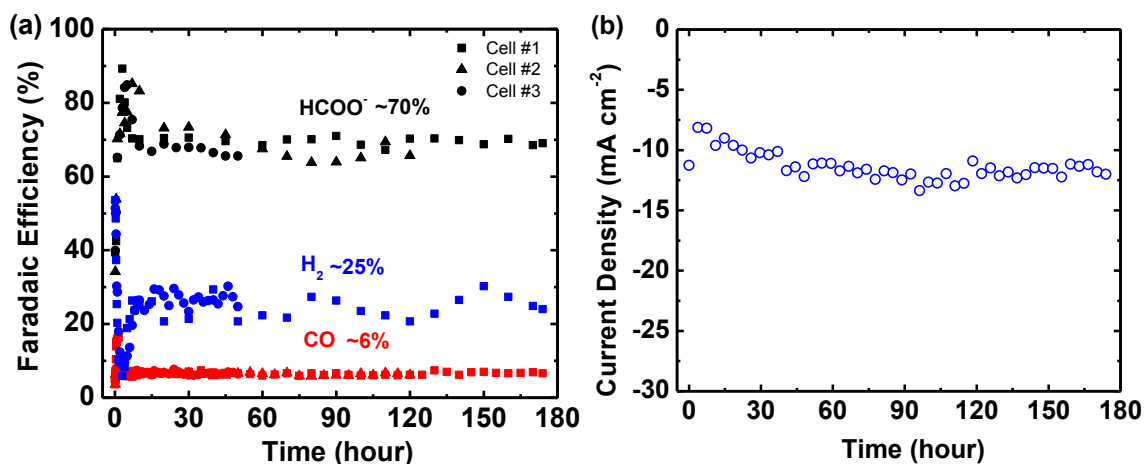 (a)
Faradaic Efficiency (%)
100
80
60
40
20
0
■ Cell #1
▲ Cell #2
● Cell #3
HCOO⁻ ~70%
H₂ ~25%
CO ~6%
0 30 60 90 120 150 180
Time (hour)
(b)
Current Density (mA cm⁻²)
0
-5
-10
-15
-20
-25
-30
0 30 60 90 120 150 180
Time (hour)